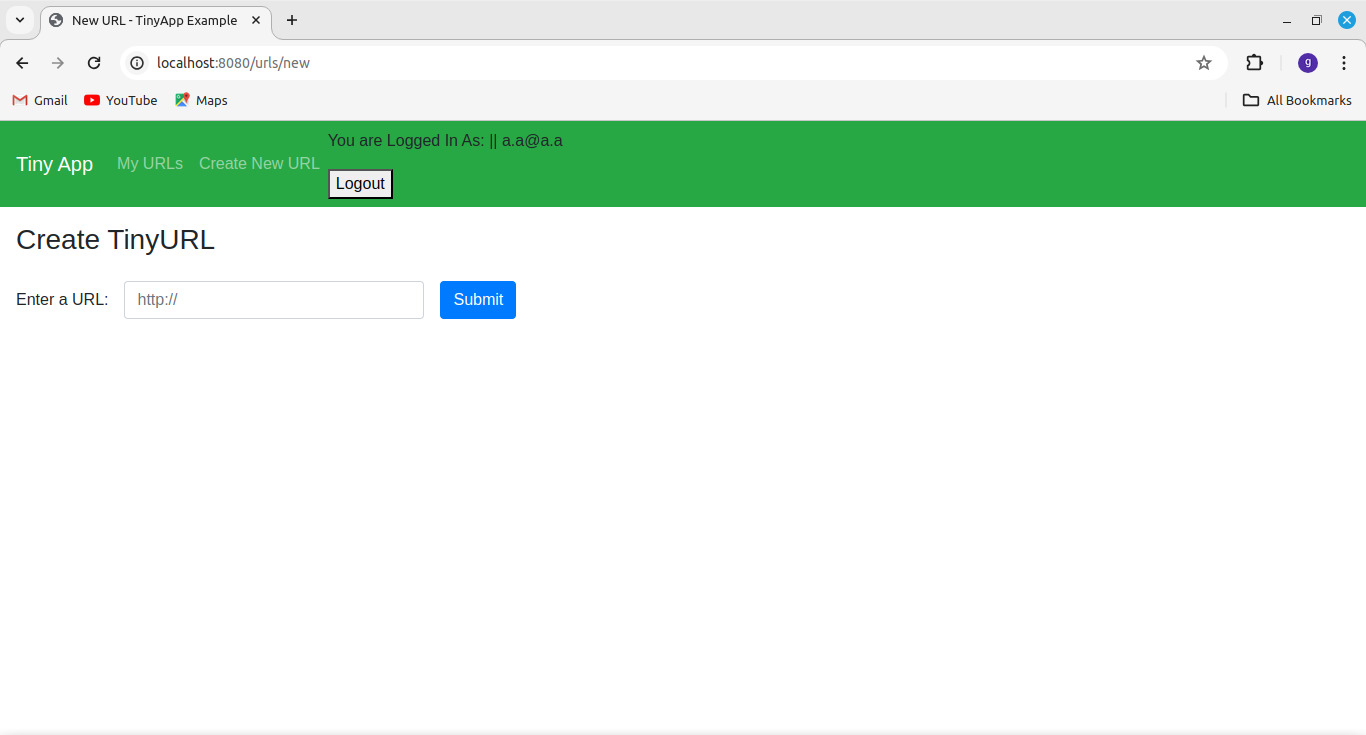 New URL - TinyApp Example
localhost:8080/urls/new
g
Gmail YouTube Maps All Bookmarks
You are Logged In As: || a.a@a.a
Tiny App My URLs Create New URL
Logout
Create TinyURL
Enter a URL: http:// Submit